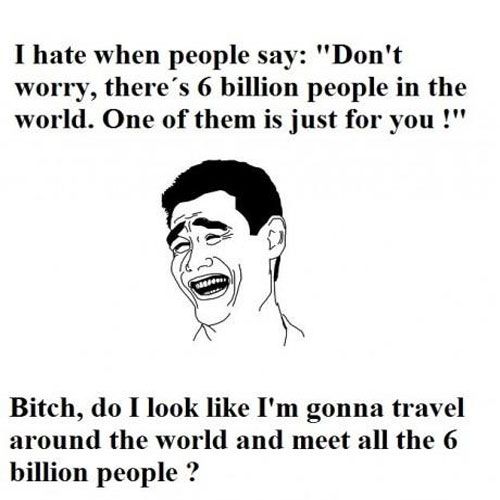 I hate when people say: "Don't
worry, there´s 6 billion people in the
world. One of them is just for you !"
Bitch, do I look like I'm gonna travel
around the world and meet all the 6
billion people ?